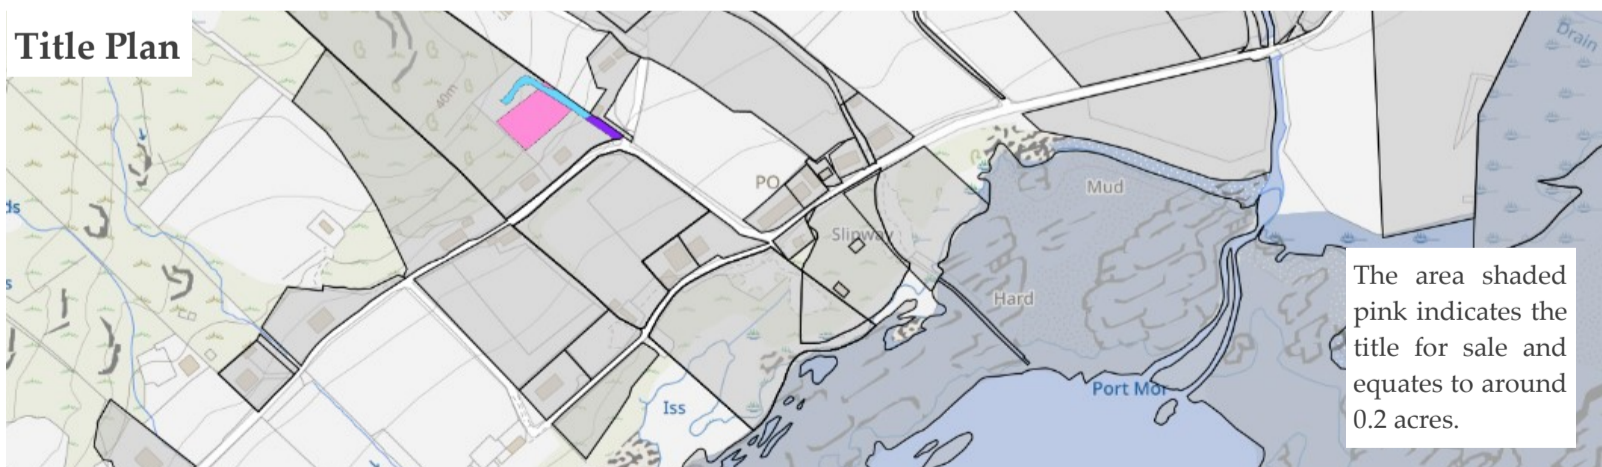 Title Plan
Drain
40m
PO
Mud
ds
Slipway
s
Hard
The area shaded
pink indicates the
title for sale and
equates to around
0.2 acres.
Port Mor
Iss